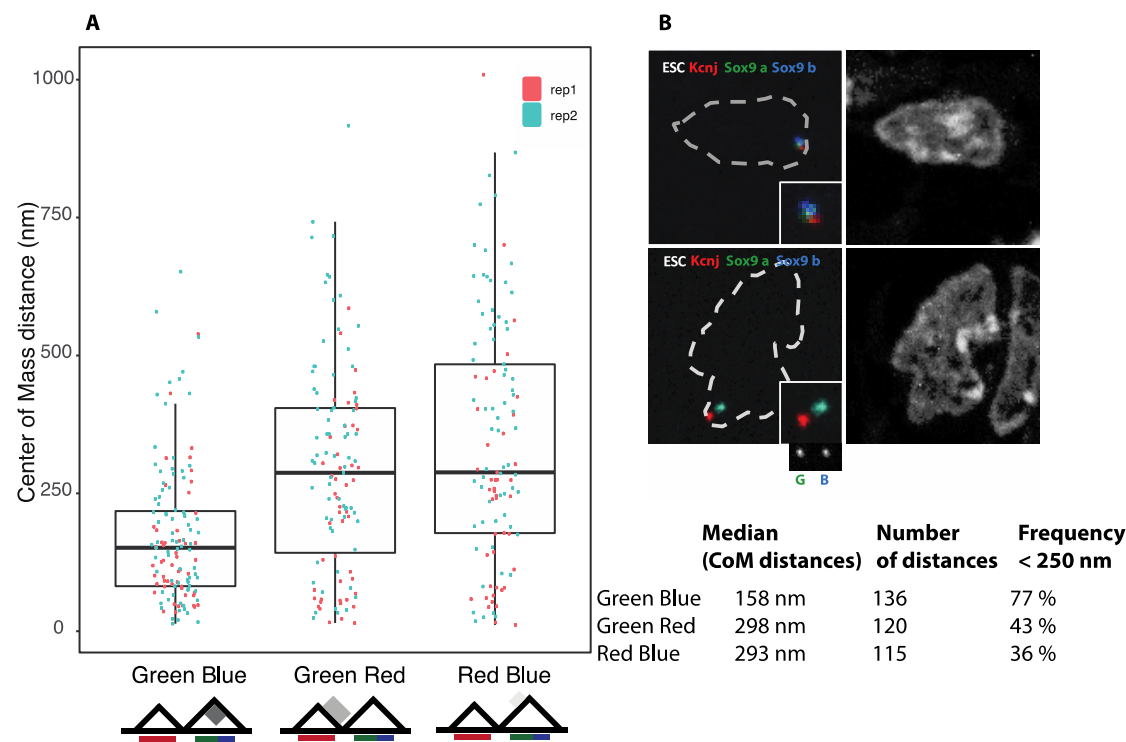 A
1000
750
500
250
0
Center of Mass distance (nm)
rep1
rep2
Green Blue
Green Red
Red Blue
B
ESC Kcnj Sox9 a Sox9 b
ESC Kcnj Sox9 a Sox9 b
G B
Median (CoM distances) Number of distances Frequency < 250 nm
Green Blue 158 nm 136 77 %
Green Red 298 nm 120 43 %
Red Blue 293 nm 115 36 %